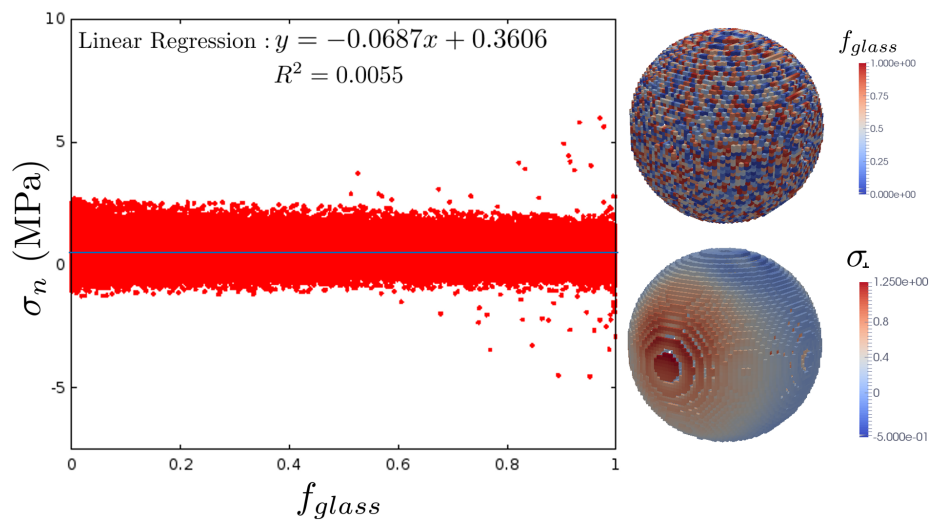 Linear Regression : y = −0.0687x + 0.3606
R² = 0.0055
10
5
0
-5
σn (MPa)
0 0.2 0.4 0.6 0.8 1
fglass
fglass
1.000e+00
0.75
0.5
0.25
0.000e+00
σ⊥
1.250e+00
0.8
0.4
0
-5.000e-01